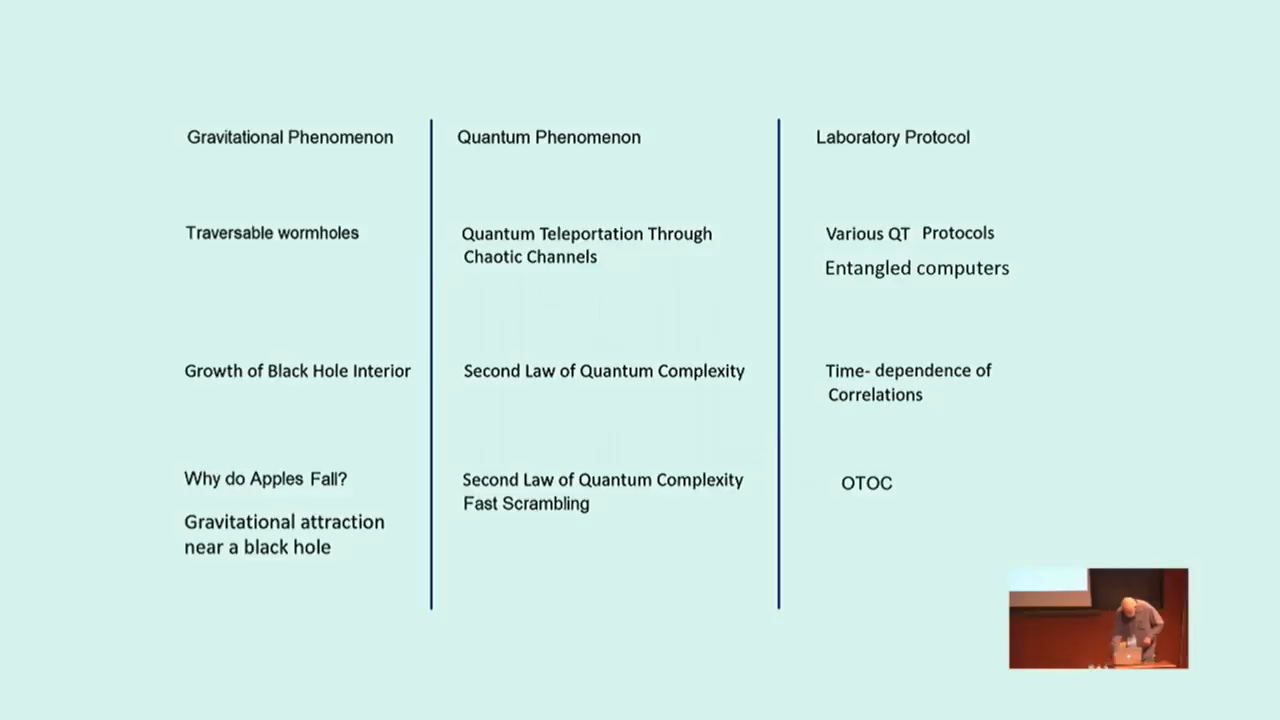 Gravitational Phenomenon
Quantum Phenomenon
Laboratory Protocol
Traversable wormholes
Quantum Teleportation Through
Chaotic Channels
Various QT Protocols
Entangled computers
Growth of Black Hole Interior
Second Law of Quantum Complexity
Time- dependence of
Correlations
Why do Apples Fall?
Gravitational attraction
near a black hole
Second Law of Quantum Complexity
Fast Scrambling
OTOC